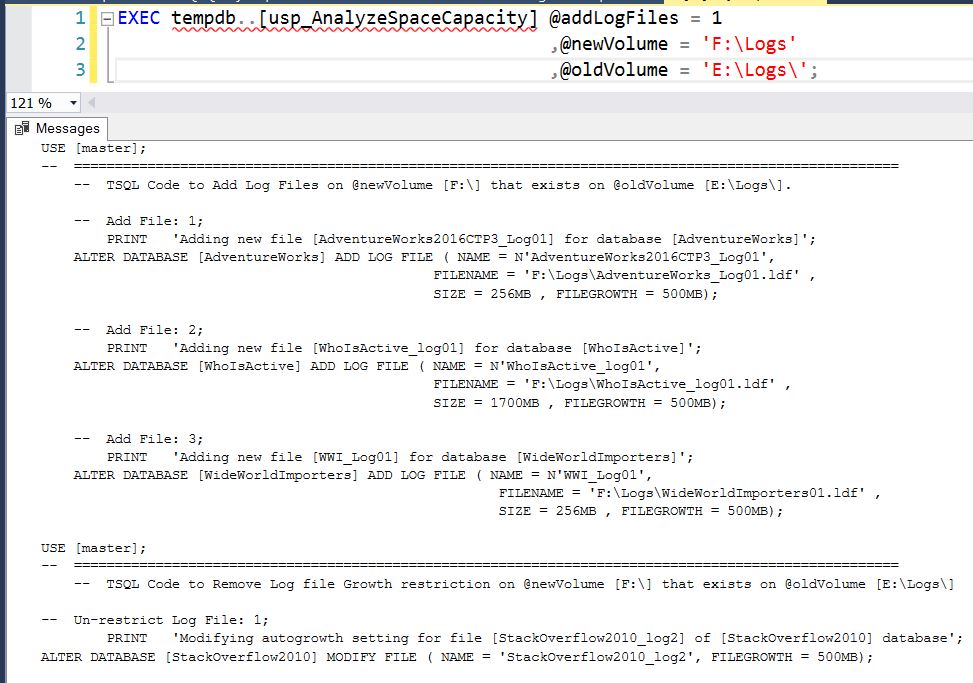 1 EXEC tempdb..[usp_AnalyzeSpaceCapacity] @addLogFiles = 1
2 ,@newVolume = 'F:\Logs'
3 ,@oldVolume = 'E:\Logs\';
121 %
Messages
USE [master];
-- ====================================================================================================
-- TSQL Code to Add Log Files on @newVolume [F:\] that exists on @oldVolume [E:\Logs\].
-- Add File: 1;
PRINT 'Adding new file [AdventureWorks2016CTP3_Log01] for database [AdventureWorks]';
ALTER DATABASE [AdventureWorks] ADD LOG FILE ( NAME = N'AdventureWorks2016CTP3_Log01',
FILENAME = 'F:\Logs\AdventureWorks_Log01.ldf' ,
SIZE = 256MB , FILEGROWTH = 500MB);
-- Add File: 2;
PRINT 'Adding new file [WhoIsActive_log01] for database [WhoIsActive]';
ALTER DATABASE [WhoIsActive] ADD LOG FILE ( NAME = N'WhoIsActive_log01',
FILENAME = 'F:\Logs\WhoIsActive_log01.ldf' ,
SIZE = 1700MB , FILEGROWTH = 500MB);
-- Add File: 3;
PRINT 'Adding new file [WWI_Log01] for database [WideWorldImporters]';
ALTER DATABASE [WideWorldImporters] ADD LOG FILE ( NAME = N'WWI_Log01',
FILENAME = 'F:\Logs\WideWorldImporters01.ldf' ,
SIZE = 256MB , FILEGROWTH = 500MB);
USE [master];
-- ====================================================================================================
-- TSQL Code to Remove Log file Growth restriction on @newVolume [F:\] that exists on @oldVolume [E:\Logs\]
-- Un-restrict Log File: 1;
PRINT 'Modifying autogrowth setting for file [StackOverflow2010_log2] of [StackOverflow2010] database';
ALTER DATABASE [StackOverflow2010] MODIFY FILE ( NAME = 'StackOverflow2010_log2', FILEGROWTH = 500MB);